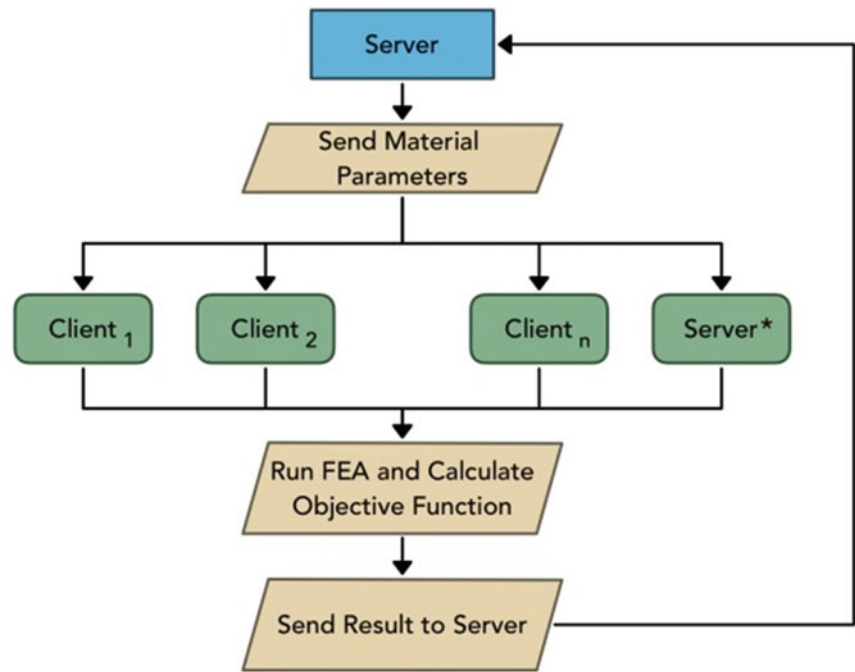 Server
Send Material
Parameters
Client 1
Client 2
Client n
Server*
Run FEA and Calculate
Objective Function
Send Result to Server